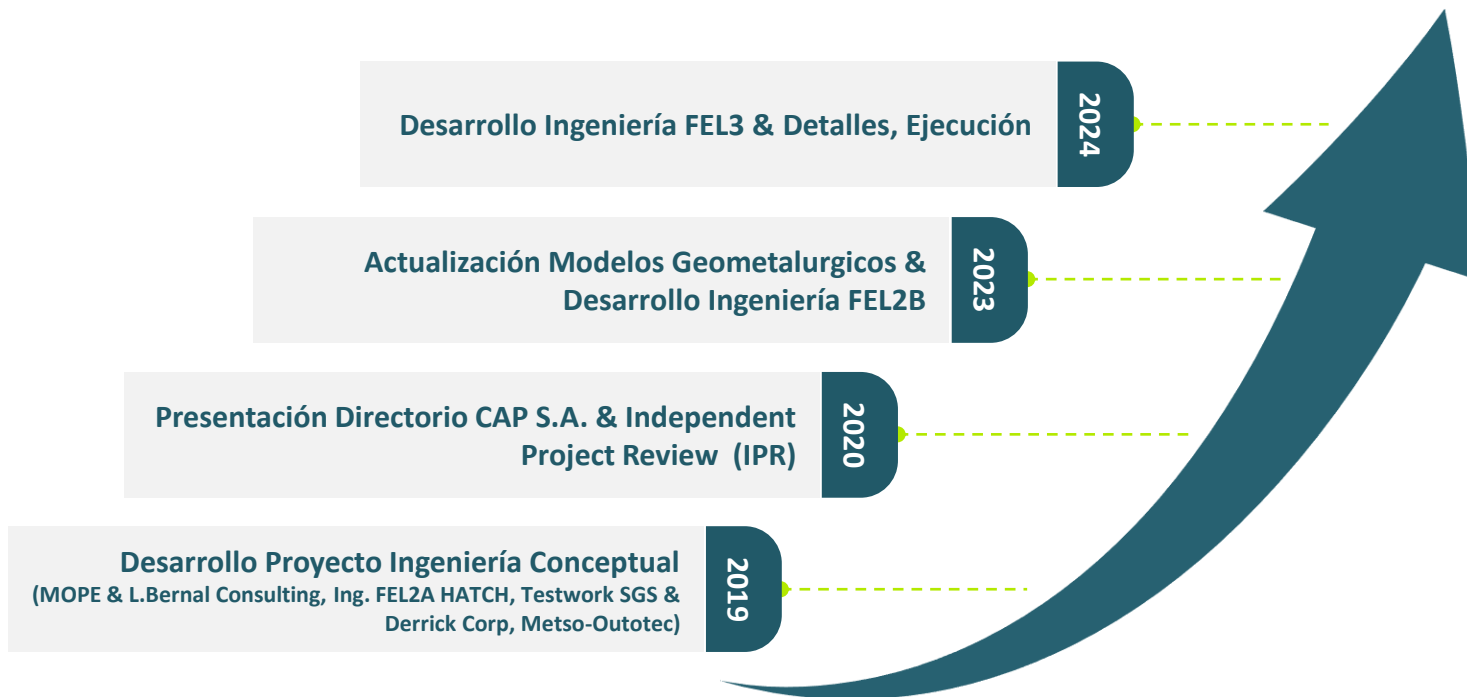 Desarrollo Ingeniería FEL3 & Detalles, Ejecución
2024
Actualización Modelos Geometalurgicos &
Desarrollo Ingeniería FEL2B
2023
Presentación Directorio CAP S.A. & Independent
Project Review  (IPR)
2020
Desarrollo Proyecto Ingeniería Conceptual
(MOPE & L.Bernal Consulting, Ing. FEL2A HATCH, Testwork SGS &
Derrick Corp, Metso-Outotec)
2019